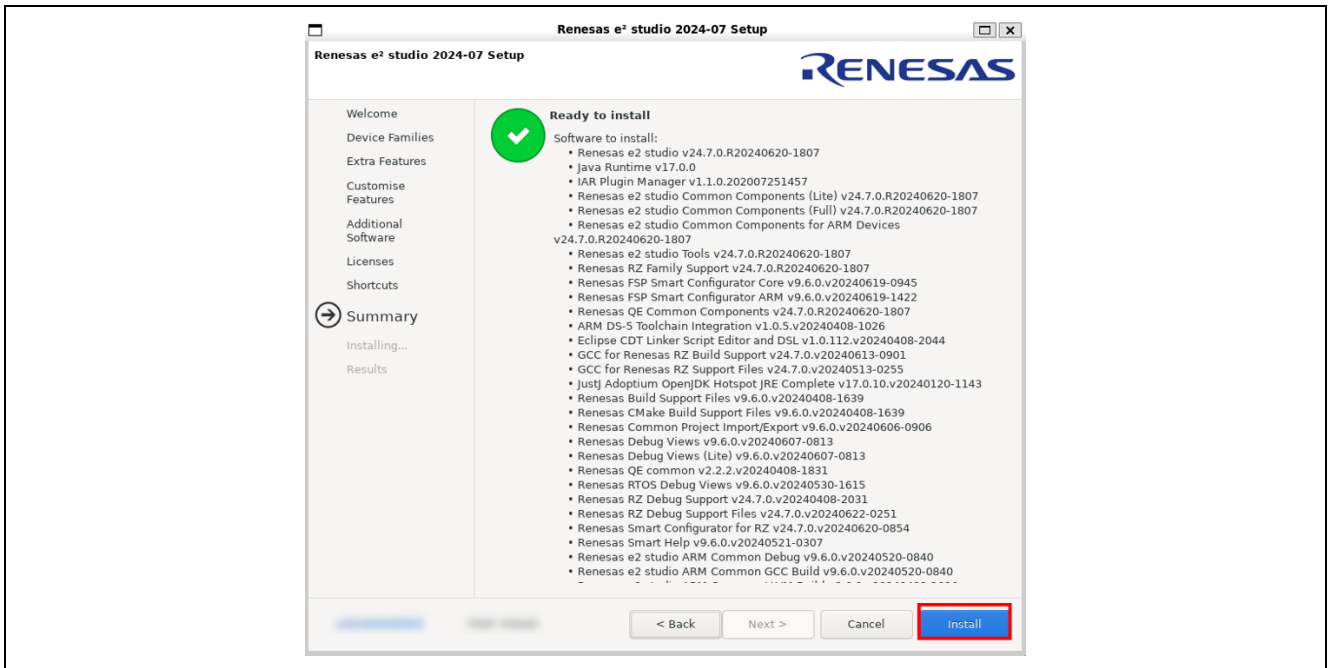 Renesas e² studio 2024-07 Setup
Renesas e² studio 2024-07 Setup
RENESAS
Welcome
Device Families
Extra Features
Customise
Features
Additional
Software
Licenses
Shortcuts
Summary
Installing...
Results
Ready to install
Software to install:
• Renesas e2 studio v24.7.0.R20240620-1807
• Java Runtime v17.0.0
• IAR Plugin Manager v1.1.0.202007251457
• Renesas e2 studio Common Components (Lite) v24.7.0.R20240620-1807
• Renesas e2 studio Common Components (Full) v24.7.0.R20240620-1807
• Renesas e2 studio Common Components for ARM Devices
v24.7.0.R20240620-1807
• Renesas e2 studio Tools v24.7.0.R20240620-1807
• Renesas RZ Family Support v24.7.0.R20240620-1807
• Renesas FSP Smart Configurator Core v9.6.0.v20240619-0945
• Renesas FSP Smart Configurator ARM v9.6.0.v20240619-1422
• Renesas QE Common Components v24.7.0.R20240620-1807
• ARM DS-5 Toolchain Integration v1.0.5.v20240408-1026
• Eclipse CDT Linker Script Editor and DSL v1.0.112.v20240408-2044
• GCC for Renesas RZ Build Support v24.7.0.v20240613-0901
• GCC for Renesas RZ Support Files v24.7.0.v20240513-0255
• JustJ Adoptium OpenJDK Hotspot JRE Complete v17.0.10.v20240120-1143
• Renesas Build Support Files v9.6.0.v20240408-1639
• Renesas CMake Build Support Files v9.6.0.v20240408-1639
• Renesas Common Project Import/Export v9.6.0.v20240606-0906
• Renesas Debug Views v9.6.0.v20240607-0813
• Renesas Debug Views (Lite) v9.6.0.v20240607-0813
• Renesas QE common v2.2.2.v20240408-1831
• Renesas RTOS Debug Views v9.6.0.v20240530-1615
• Renesas RZ Debug Support v24.7.0.v20240408-2031
• Renesas RZ Debug Support Files v24.7.0.v20240622-0251
• Renesas Smart Configurator for RZ v24.7.0.v20240620-0854
• Renesas Smart Help v9.6.0.v20240521-0307
• Renesas e2 studio ARM Common Debug v9.6.0.v20240520-0840
• Renesas e2 studio ARM Common GCC Build v9.6.0.v20240520-0840
< Back
Next >
Cancel
Install